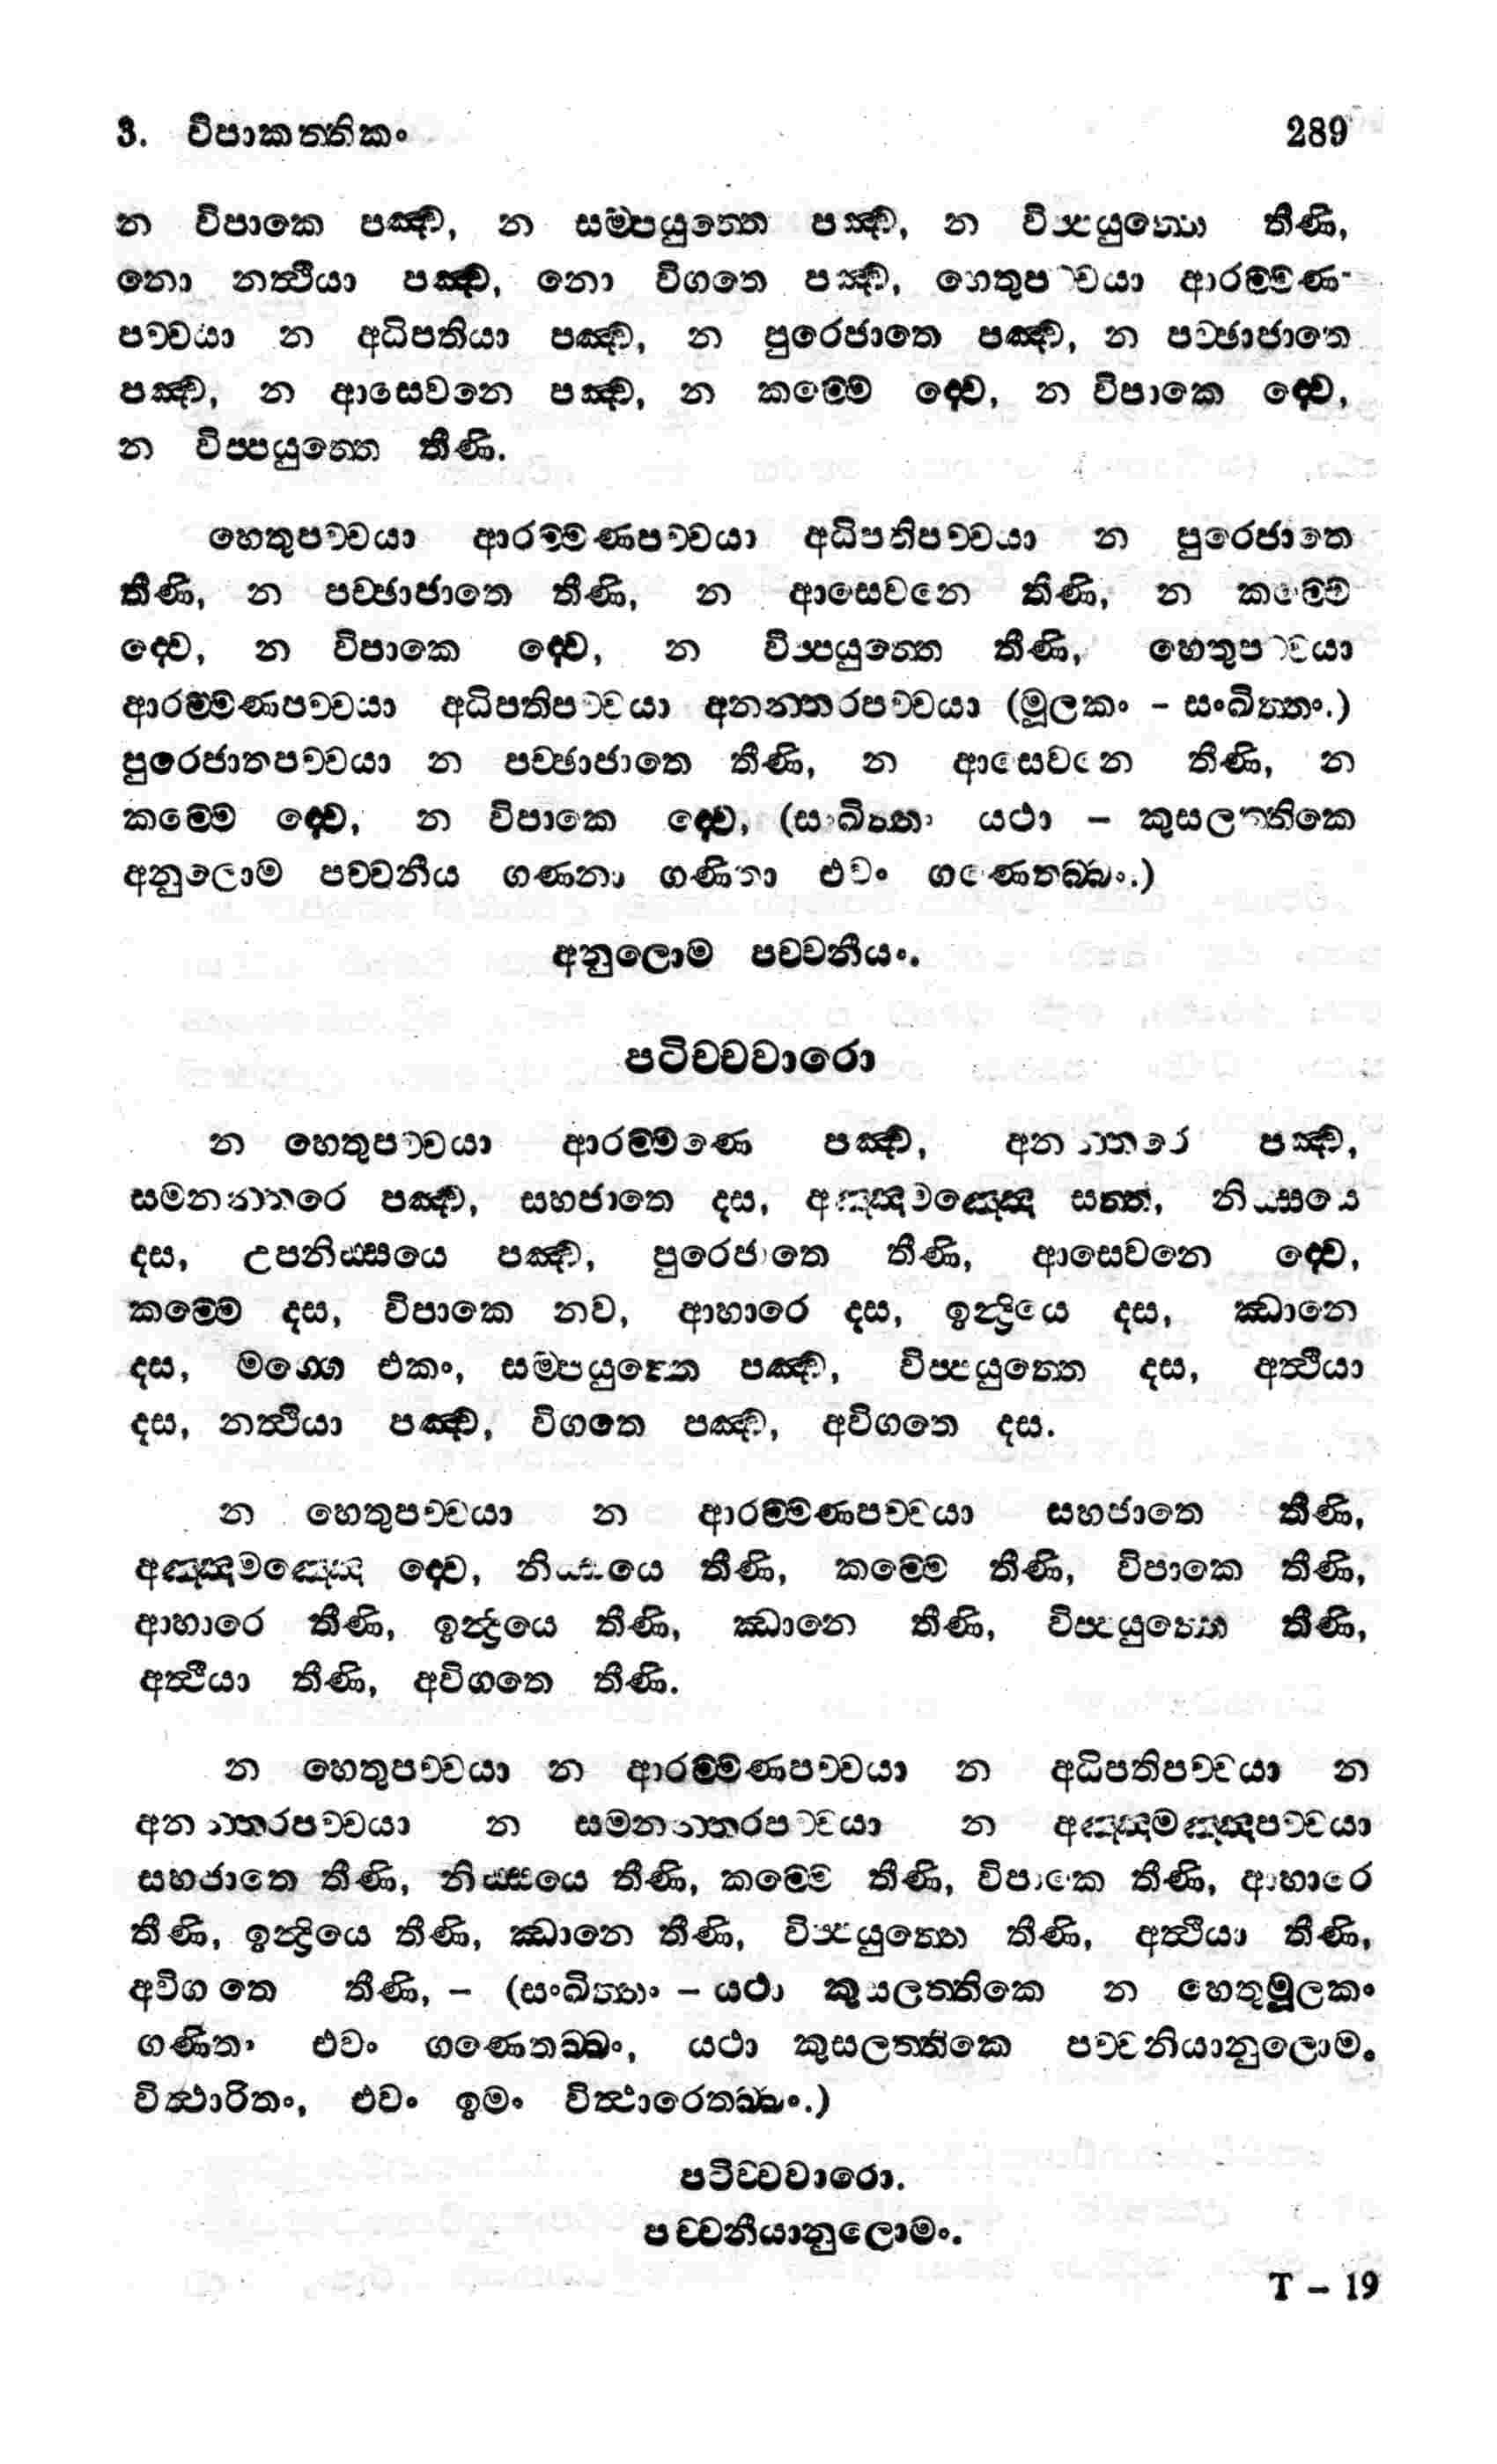 3. විපාකත්තිකං 289
න විපාකෙ පඤ්ච, න සම්පයුත්තෙ පඤ්ච, න විප්පයුත්තෙ තීණි,
නො නත්ථියා පඤ්ච, නො විගතෙ පඤ්ච, හෙතුපච්චයා ආරම්මණ-
පච්චයා න අධිපතියා පඤ්ච, න පුරෙජාතෙ පඤ්ච, න පච්ඡාජාතෙ
පඤ්ච, න ආසෙවනෙ පඤ්ච, න කම්මෙ ද්වෙ, න විපාකෙ ද්වෙ,
න විප්පයුත්තෙ තීණි.
හෙතුපච්චයා ආරම්මණපච්චයා අධිපතිපච්චයා න පුරෙජාතෙ
තීණි, න පච්ඡාජාතෙ තීණි, න ආසෙවනෙ තීණි, න කම්මෙ
ද්වෙ, න විපාකෙ ද්වෙ, න විප්පයුත්තෙ තීණි, හෙතුපච්චයා
ආරම්මණපච්චයා අධිපතිපච්චයා අනන්තරපච්චයා (මූලකං - සංඛිත්තං.)
පුරෙජාතපච්චයා න පච්ඡාජාතෙ තීණි, න ආසෙවනෙ තීණි, න
කම්මෙ ද්වෙ, න විපාකෙ ද්වෙ, (සංඛිත්තං යථා - කුසලත්තිකෙ
අනුලොම පච්චනීය ගණනා ගණිතා එවං ගණෙතබ්බං.)
අනුලොම පච්චනීයං.
පටිච්චවාරො
න හෙතුපච්චයා ආරම්මණෙ පඤ්ච, අනන්තරෙ පඤ්ච,
සමනන්තරෙ පඤ්ච, සහජාතෙ දස, අඤ්ඤමඤ්ඤෙ සත්ත, නිස්සයෙ
දස, උපනිස්සයෙ පඤ්ච, පුරෙජාතෙ තීණි, ආසෙවනෙ ද්වෙ,
කම්මෙ දස, විපාකෙ නව, ආහාරෙ දස, ඉන්ද්‍රියෙ දස, ඣානෙ
දස, මග්ගෙ එකං, සම්පයුත්තෙ පඤ්ච, විප්පයුත්තෙ දස, අත්ථියා
දස, නත්ථියා පඤ්ච, විගතෙ පඤ්ච, අවිගතෙ දස.
න හෙතුපච්චයා න ආරම්මණපච්චයා සහජාතෙ තීණි,
අඤ්ඤමඤ්ඤෙ ද්වෙ, නිස්සයෙ තීණි, කම්මෙ තීණි, විපාකෙ තීණි,
ආහාරෙ තීණි, ඉන්ද්‍රියෙ තීණි, ඣානෙ තීණි, විප්පයුත්තෙ තීණි,
අත්ථියා තීණි, අවිගතෙ තීණි.
න හෙතුපච්චයා න ආරම්මණපච්චයා න අධිපතිපච්චයා න
අනන්තරපච්චයා න සමනන්තරපච්චයා න අඤ්ඤමඤ්ඤපච්චයා
සහජාතෙ තීණි, නිස්සයෙ තීණි, කම්මෙ තීණි, විපාකෙ තීණි, ආහාරෙ
තීණි, ඉන්ද්‍රියෙ තීණි, ඣානෙ තීණි, විප්පයුත්තෙ තීණි, අත්ථියා තීණි,
අවිගතෙ තීණි, - (සංඛිත්තං - යථා කුසලත්තිකෙ න හෙතුමූලකං
ගණිතං එවං ගණෙතබ්බං, යථා කුසලත්තිකෙ පච්චනියානුලොමං
විත්ථාරිතං, එවං ඉමං විත්ථාරෙතබ්බං.)
පටිච්චවාරො.
පච්චනීයානුලොමං.
T - 19